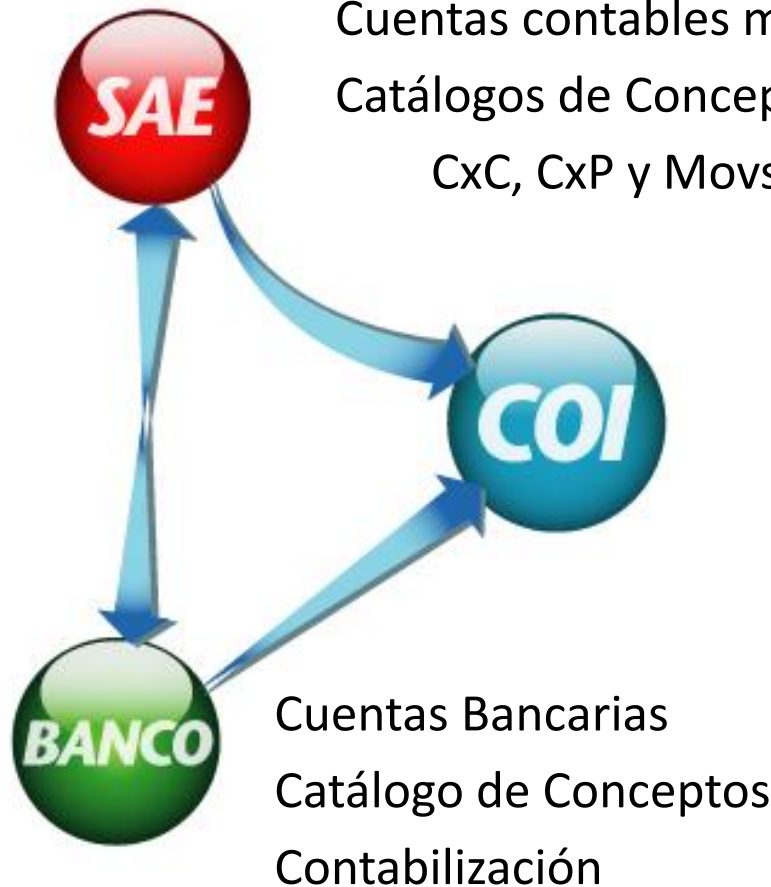 Cuentas contables
Catálogos de
CxC, CxP y
SAE
COI
BANCO
Cuentas Bancarias
Catálogo de Conceptos
Contabilización